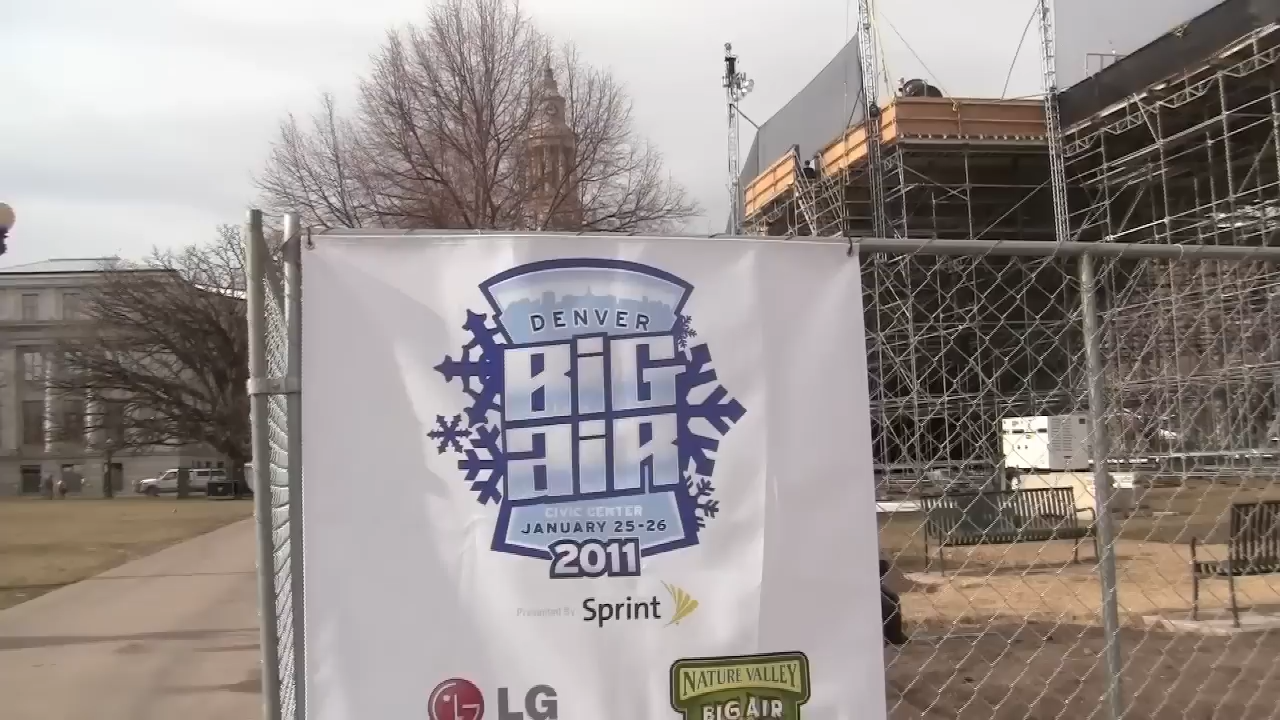 DENVER
BIG
AIR
CIVIC CENTER
JANUARY 25-26
2011
Presented By Sprint
LG
NATURE VALLEY
BIG AIR